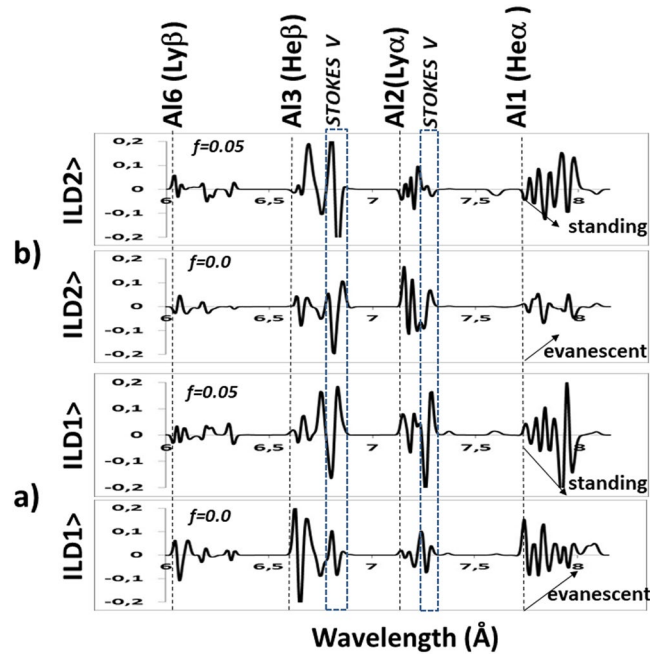 Al6 (Lyβ)
Al3 (Heβ)
STOKES V
Al2(Lyα)
STOKES V
Al1 (Heα)
b)
ILD2>
0,2
0,1
0
-0,1
-0,2
f=0.05
6
6,5
7
7,5
8
standing
ILD2>
0,2
0,1
0
-0,1
-0,2
f=0.0
6
6,5
7
7,5
8
evanescent
a)
ILD1>
0,2
0,1
0
-0,1
-0,2
f=0.05
6
6,5
7
7,5
8
standing
ILD1>
0,2
0,1
0
-0,1
-0,2
f=0.0
6
6,5
7
7,5
8
evanescent
Wavelength (Å)